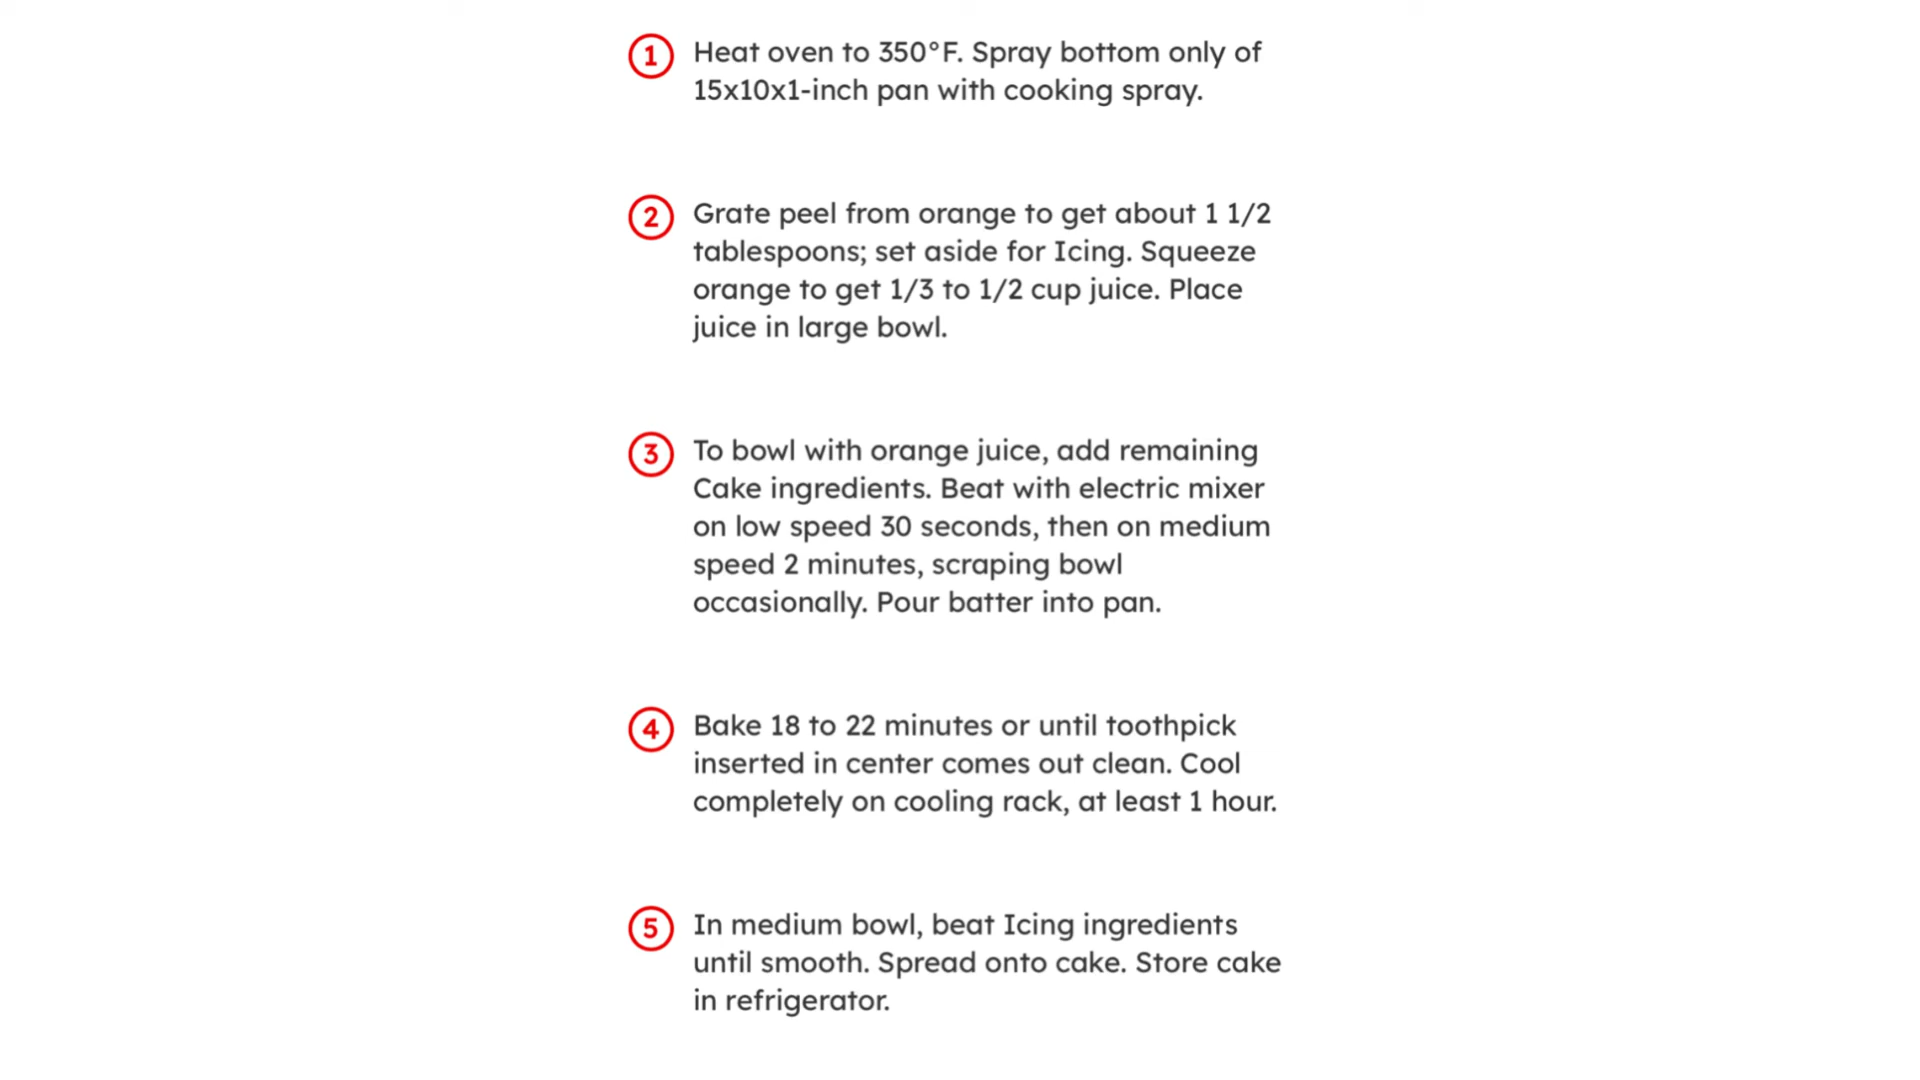 1 Heat oven to 350°F. Spray bottom only of
15x10x1-inch pan with cooking spray.
2 Grate peel from orange to get about 1 1/2
tablespoons; set aside for Icing. Squeeze
orange to get 1/3 to 1/2 cup juice. Place
juice in large bowl.
3 To bowl with orange juice, add remaining
Cake ingredients. Beat with electric mixer
on low speed 30 seconds, then on medium
speed 2 minutes, scraping bowl
occasionally. Pour batter into pan.
4 Bake 18 to 22 minutes or until toothpick
inserted in center comes out clean. Cool
completely on cooling rack, at least 1 hour.
5 In medium bowl, beat Icing ingredients
until smooth. Spread onto cake. Store cake
in refrigerator.